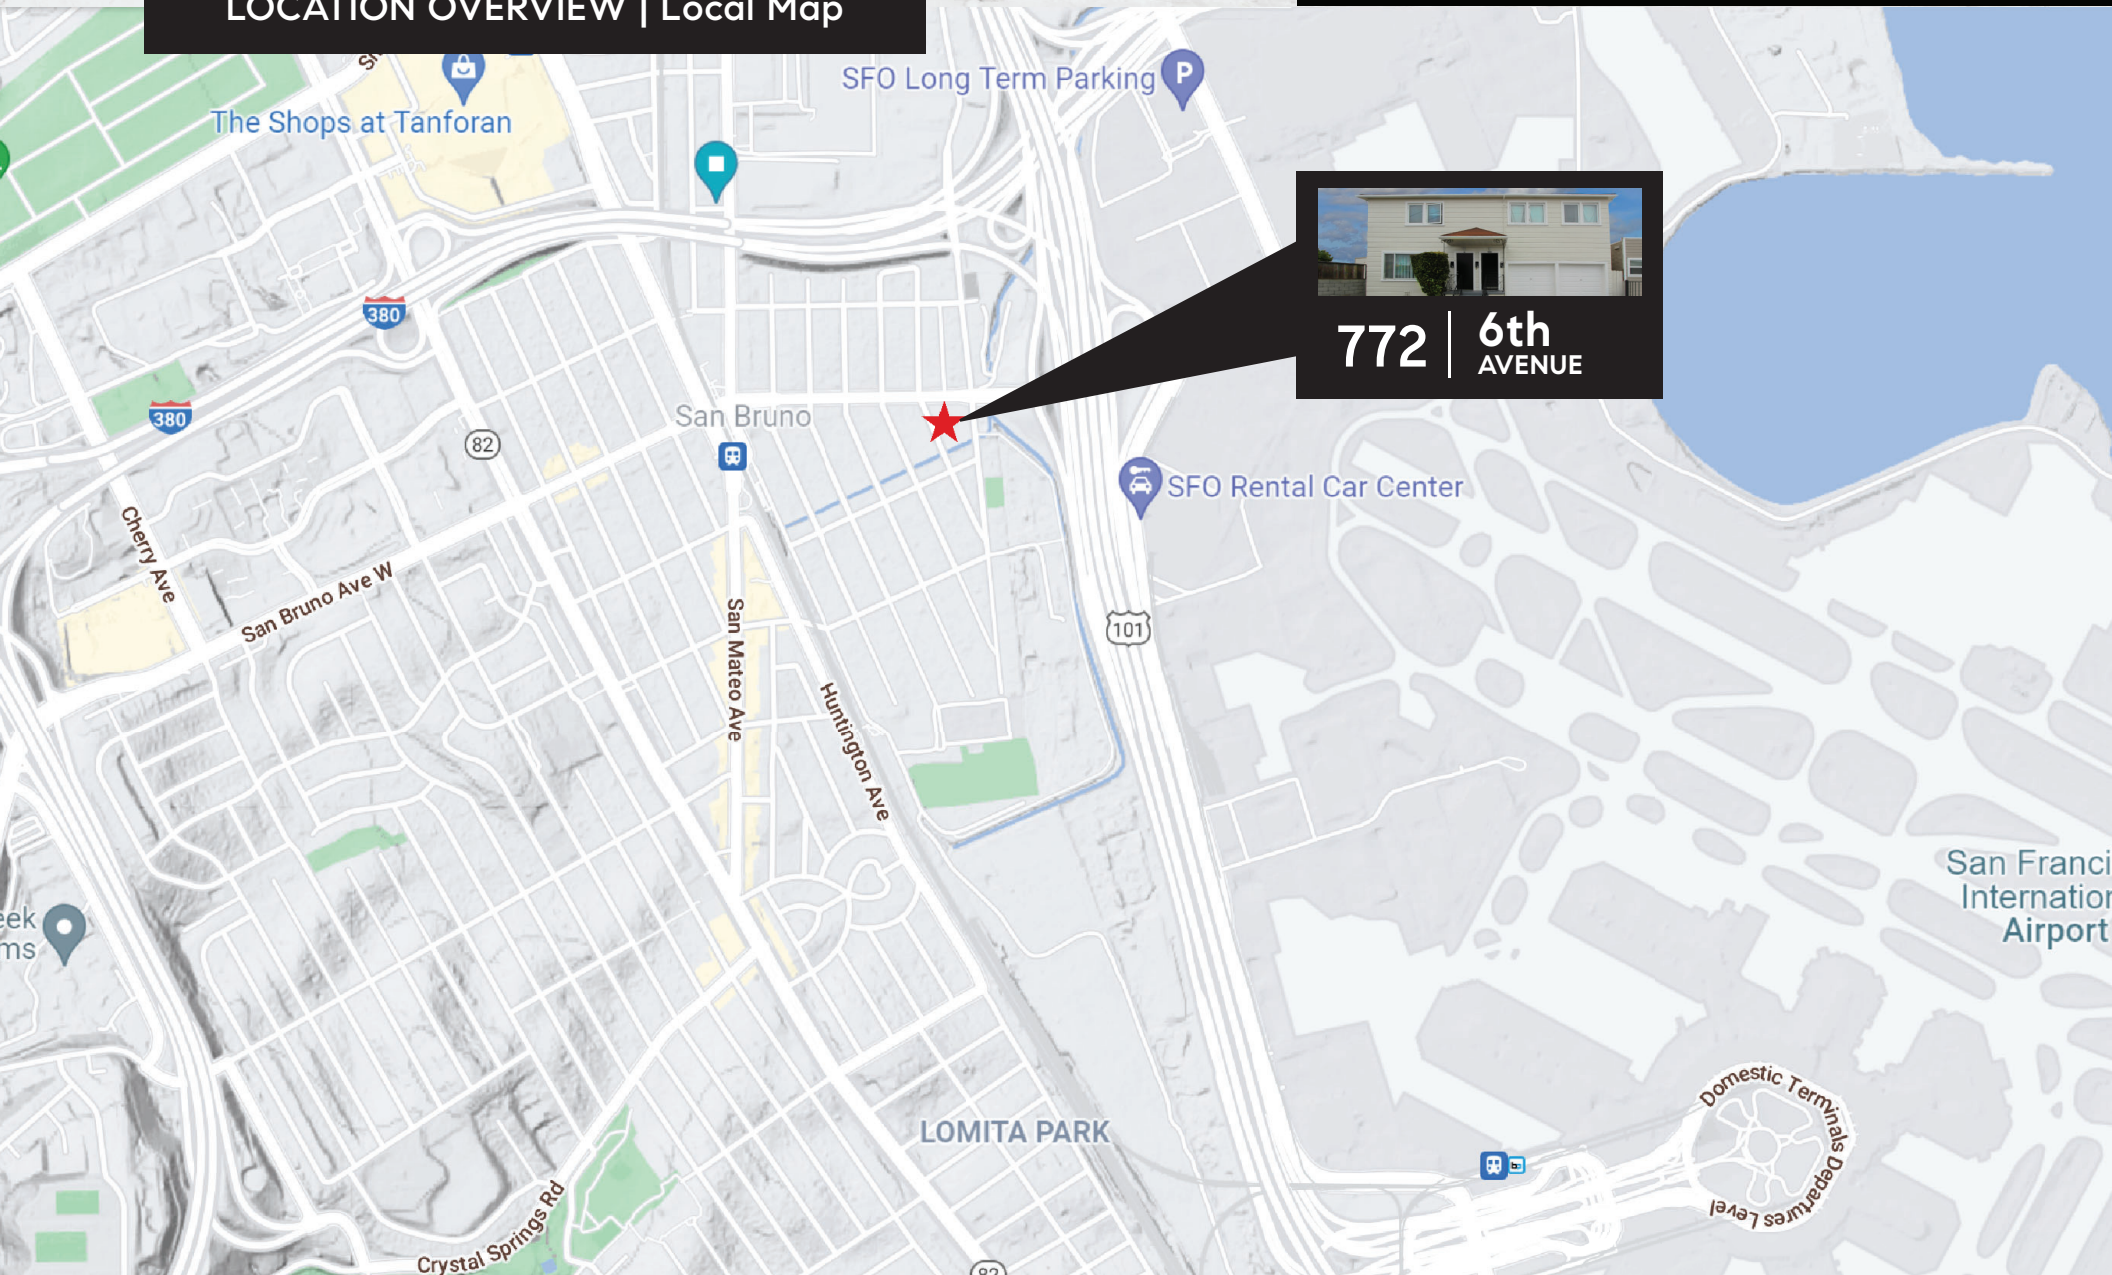 LOCATION OVERVIEW | Local Map
SFO Long Term Parking
P
The Shops at Tanforan
380
772
6th
AVENUE
380
San Bruno
82
SFO Rental Car Center
Cherry Ave
San Bruno Ave W
San Mateo Ave
101
Huntington Ave
San Franci
Internation
Airport
eek
ms
LOMITA PARK
Domestic Terminals Departures Level
Crystal Springs Rd
82